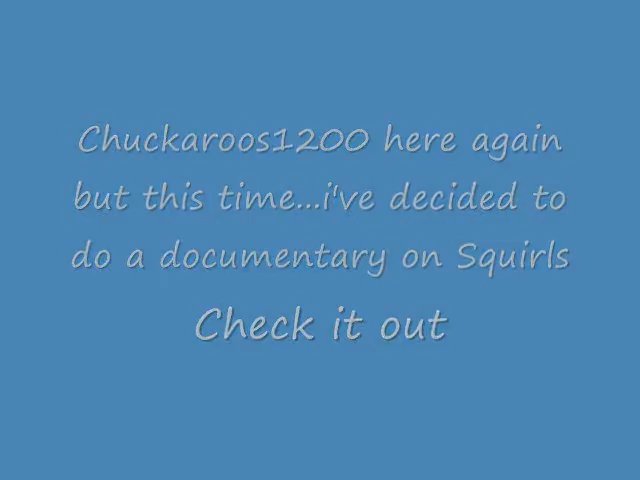 Chuckaroos1200 here again
but this time...i've decided to
do a documentary on Squirls
Check it out